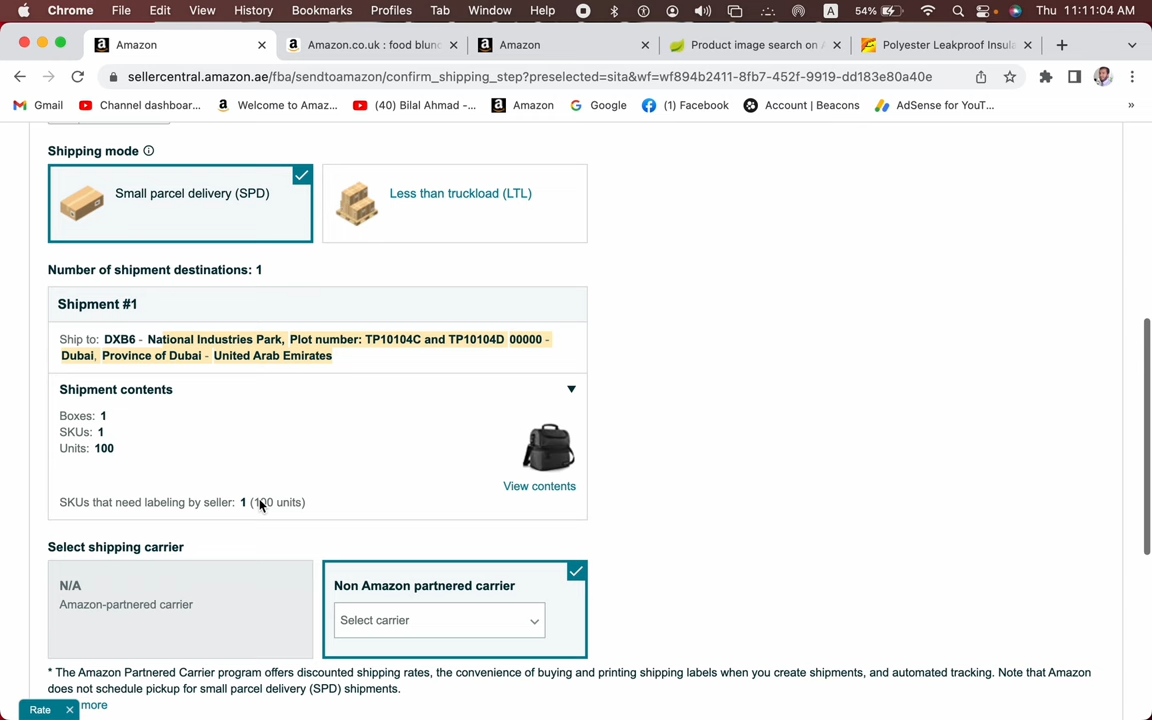 Chrome File Edit View History Bookmarks Profiles Tab Window Help A 54% Thu 11:11:04 AM
Amazon Amazon.co.uk : food blun Amazon Product image search on Polyester Leakproof Insula
sellercentral.amazon.ae/fba/sendtoamazon/confirm_shipping_step?preselected=sita&wf=wf894b2411-8fb7-452f-9919-dd183e80a40e
Gmail Channel dashboar... Welcome to Amaz... (40) Bilal Ahmad -... Amazon Google (1) Facebook Account | Beacons AdSense for YouT... »
Shipping mode
Small parcel delivery (SPD) Less than truckload (LTL)
Number of shipment destinations: 1
Shipment #1
Ship to: DXB6 - National Industries Park, Plot number: TP10104C and TP10104D 00000 -
Dubai, Province of Dubai - United Arab Emirates
Shipment contents
Boxes: 1
SKUs: 1
Units: 100
View contents
SKUs that need labeling by seller: 1 (100 units)
Select shipping carrier
N/A
Amazon-partnered carrier
Non Amazon partnered carrier
Select carrier
* The Amazon Partnered Carrier program offers discounted shipping rates, the convenience of buying and printing shipping labels when you create shipments, and automated tracking. Note that Amazon
does not schedule pickup for small parcel delivery (SPD) shipments.
more
Rate